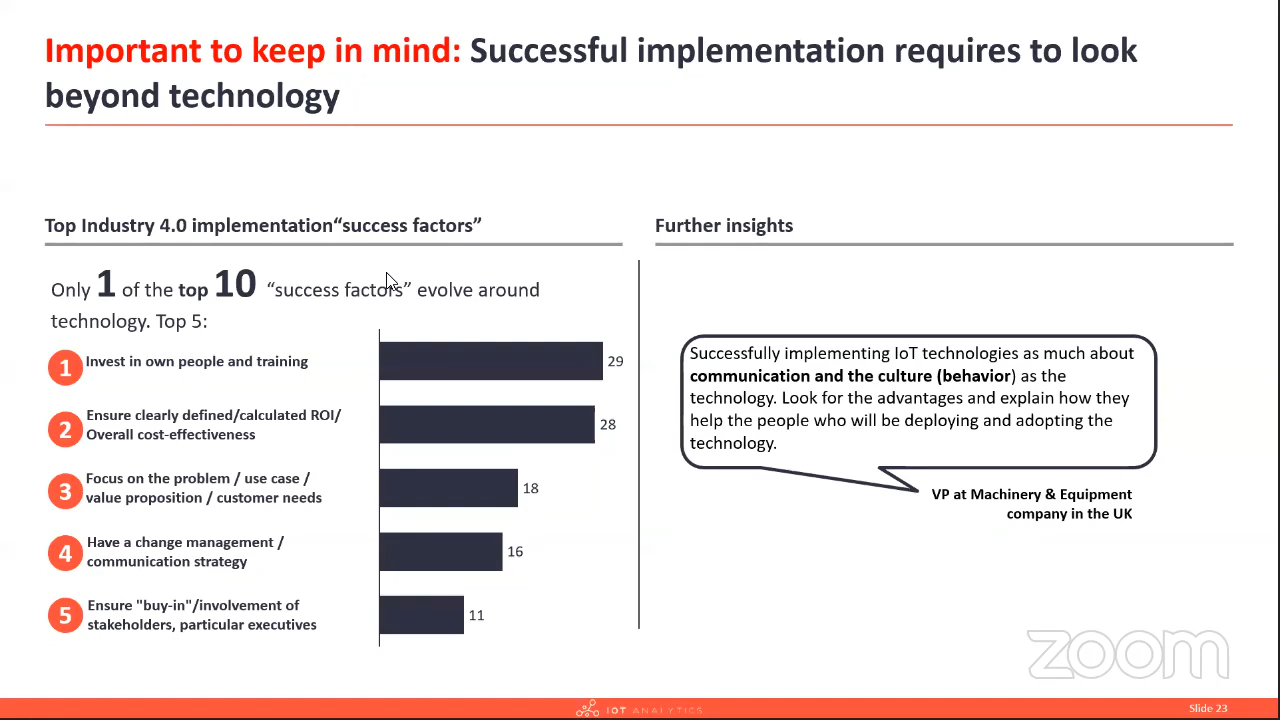 Important to keep in mind: Successful implementation requires to look
beyond technology
Top Industry 4.0 implementation“success factors”
Only 1 of the top 10 “success factors” evolve around
technology. Top 5:
1 Invest in own people and training 29
2 Ensure clearly defined/calculated ROI/
Overall cost-effectiveness 28
3 Focus on the problem / use case /
value proposition / customer needs 18
4 Have a change management /
communication strategy 16
5 Ensure "buy-in"/involvement of
stakeholders, particular executives 11
Further insights
Successfully implementing IoT technologies as much about
communication and the culture (behavior) as the
technology. Look for the advantages and explain how they
help the people who will be deploying and adopting the
technology.
VP at Machinery & Equipment
company in the UK
zoom
IOT ANALYTICS
Slide 23